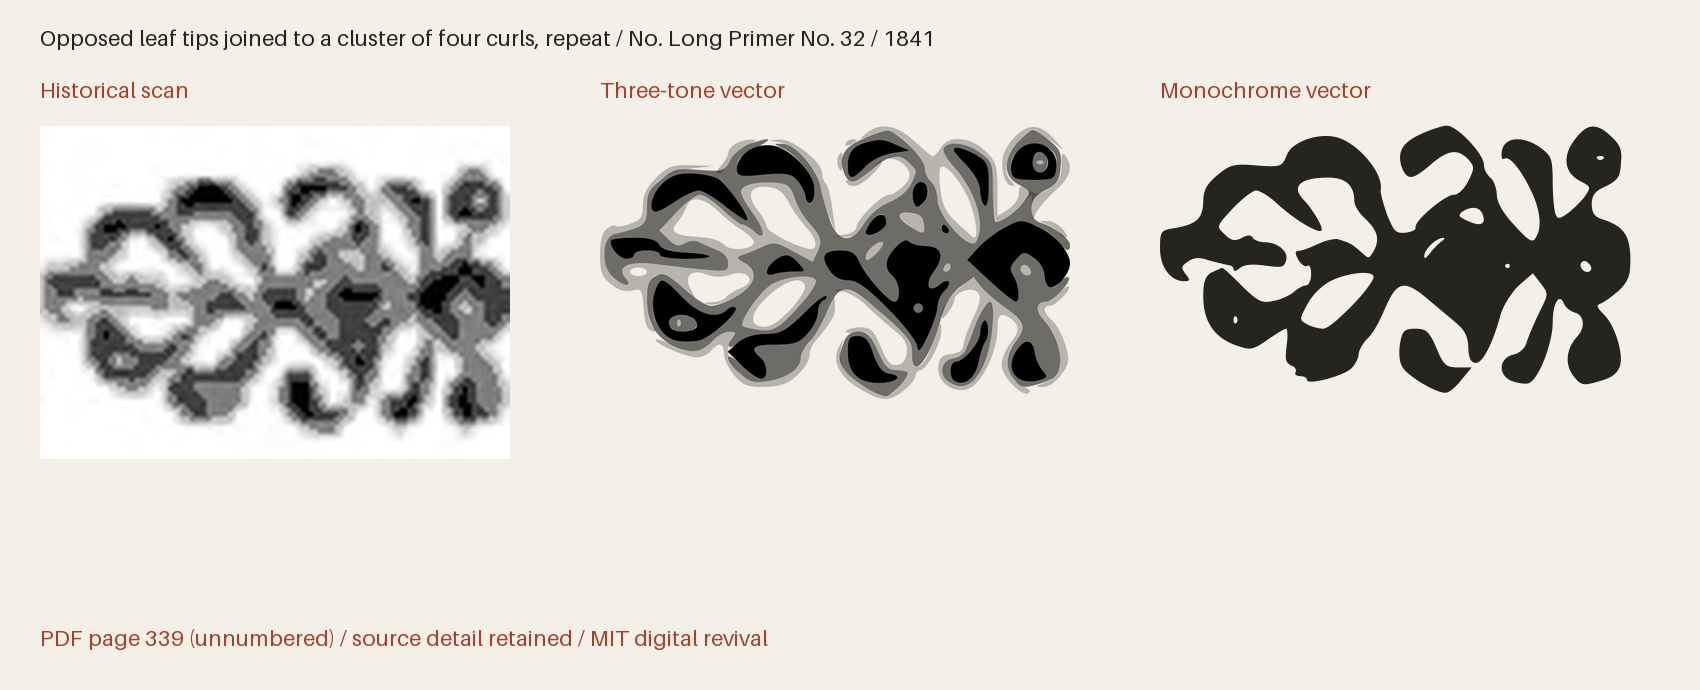 Opposed leaf tips joined to a cluster of four curls, repeat / No. Long Primer No. 32 / 1841
Historical scan
Three-tone vector
Monochrome vector
PDF page 339 (unnumbered) / source detail retained / MIT digital revival